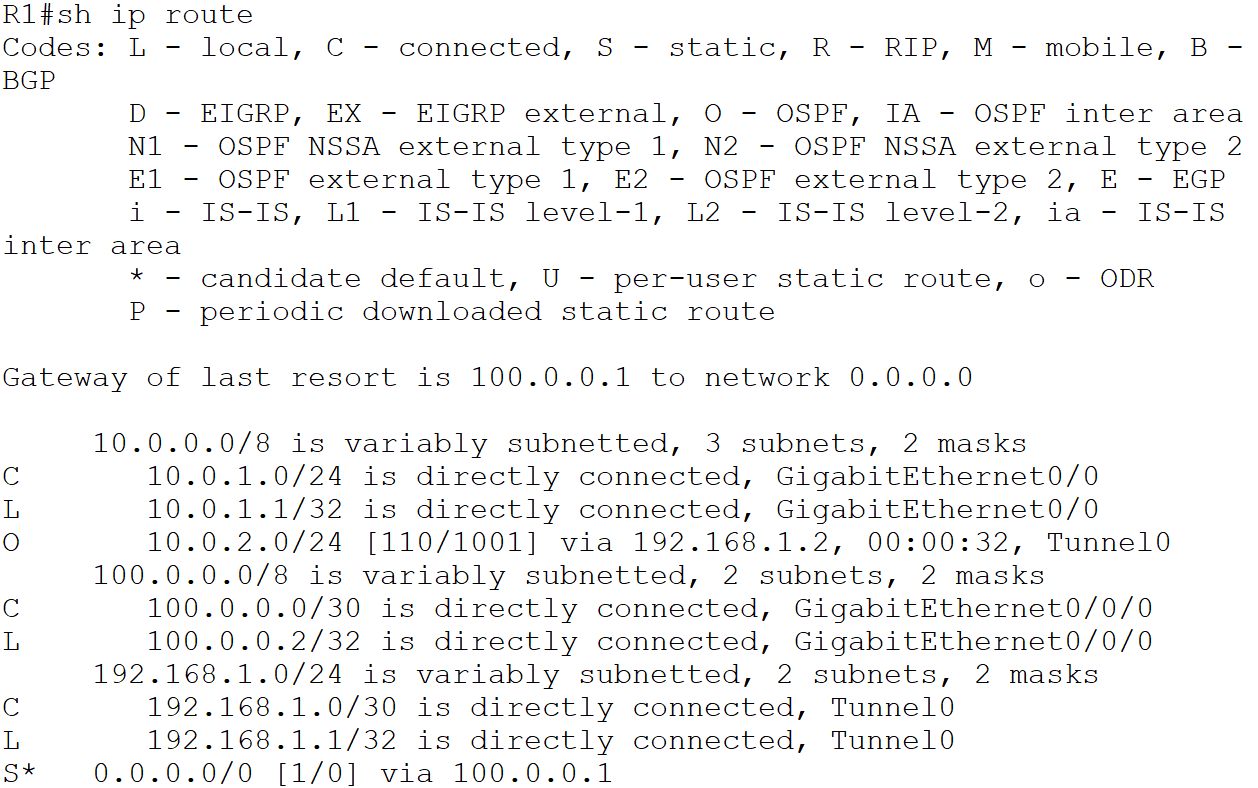 R1#sh ip route
Codes: L - local, C - connected, S - static, R - RIP, M - mobile, B -
BGP
       D - EIGRP, EX - EIGRP external, O - OSPF, IA - OSPF inter area
       N1 - OSPF NSSA external type 1, N2 - OSPF NSSA external type 2
       E1 - OSPF external type 1, E2 - OSPF external type 2, E - EGP
       i - IS-IS, L1 - IS-IS level-1, L2 - IS-IS level-2, ia - IS-IS
inter area
       * - candidate default, U - per-user static route, o - ODR
       P - periodic downloaded static route

Gateway of last resort is 100.0.0.1 to network 0.0.0.0

     10.0.0.0/8 is variably subnetted, 3 subnets, 2 masks
C       10.0.1.0/24 is directly connected, GigabitEthernet0/0
L       10.0.1.1/32 is directly connected, GigabitEthernet0/0
O       10.0.2.0/24 [110/1001] via 192.168.1.2, 00:00:32, Tunnel0
     100.0.0.0/8 is variably subnetted, 2 subnets, 2 masks
C       100.0.0.0/30 is directly connected, GigabitEthernet0/0/0
L       100.0.0.2/32 is directly connected, GigabitEthernet0/0/0
     192.168.1.0/24 is variably subnetted, 2 subnets, 2 masks
C       192.168.1.0/30 is directly connected, Tunnel0
L       192.168.1.1/32 is directly connected, Tunnel0
S*   0.0.0.0/0 [1/0] via 100.0.0.1